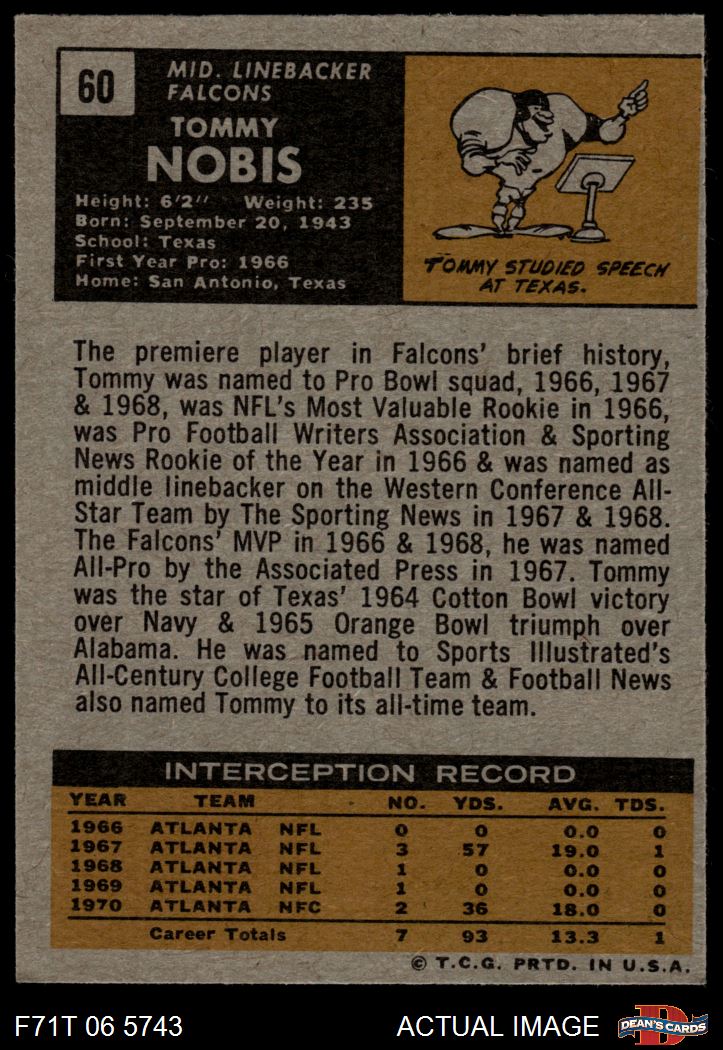 60
MID. LINEBACKER
FALCONS
TOMMY
NOBIS
Height: 6'2" Weight: 235
Born: September 20, 1943
School: Texas
First Year Pro: 1966
Home: San Antonio, Texas
TOMMY STUDIED SPEECH
AT TEXAS.
The premiere player in Falcons' brief history,
Tommy was named to Pro Bowl squad, 1966, 1967
& 1968, was NFL's Most Valuable Rookie in 1966,
was Pro Football Writers Association & Sporting
News Rookie of the Year in 1966 & was named as
middle linebacker on the Western Conference All-
Star Team by The Sporting News in 1967 & 1968.
The Falcons' MVP in 1966 & 1968, he was named
All-Pro by the Associated Press in 1967. Tommy
was the star of Texas' 1964 Cotton Bowl victory
over Navy & 1965 Orange Bowl triumph over
Alabama. He was named to Sports Illustrated's
All-Century College Football Team & Football News
also named Tommy to its all-time team.
INTERCEPTION RECORD
YEAR TEAM NO. YDS. AVG. TDS.
1966 ATLANTA NFL 0 0 0.0 0
1967 ATLANTA NFL 3 57 19.0 1
1968 ATLANTA NFL 1 0 0.0 0
1969 ATLANTA NFL 1 0 0.0 0
1970 ATLANTA NFC 2 36 18.0 0
Career Totals 7 93 13.3 1
© T.C.G. PRTD. IN U.S.A.
F71T 06 5743 ACTUAL IMAGE DEAN'S CARDS